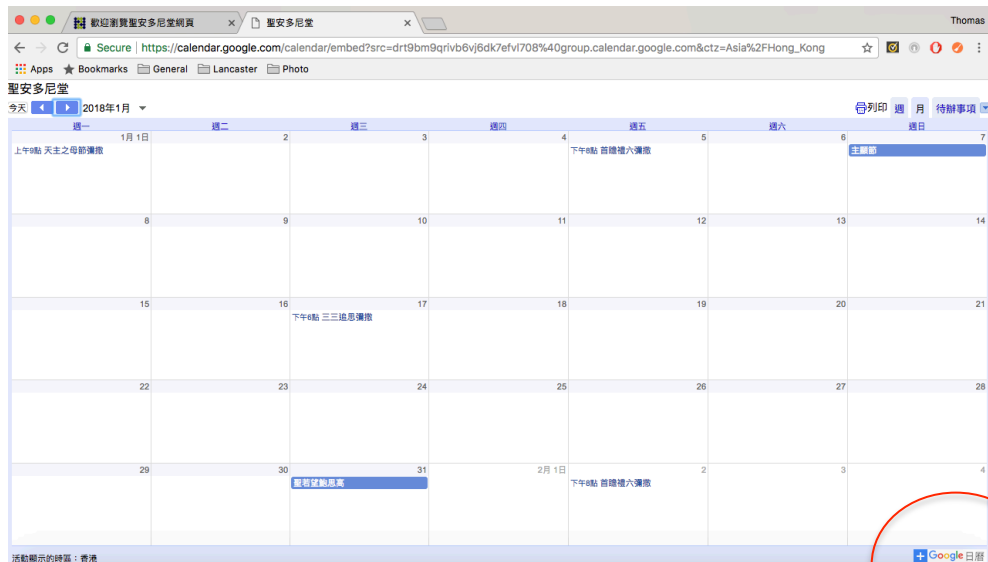 歡迎瀏覽聖安多尼堂網頁 × 聖安多尼堂 × Thomas
Secure | https://calendar.google.com/calendar/embed?src=drt9bm9qrivb6vj6dk7efvl708%40group.calendar.google.com&ctz=Asia%2FHong_Kong
Apps Bookmarks General Lancaster Photo
聖安多尼堂
今天 2018年1月 列印 週 月 待辦事項
週一 週二 週三 週四 週五 週六 週日
1月 1日 2 3 4 5 6 7
上午9點 天主之母節彌撒 下午8點 首瞻禮六彌撒 主顯節
8 9 10 11 12 13 14
15 16 17 18 19 20 21
下午6點 三三追思彌撒
22 23 24 25 26 27 28
29 30 31 2月 1日 2 3 4
聖若望鮑思高 下午8點 首瞻禮六彌撒
活動顯示的時區：香港 Google 日曆